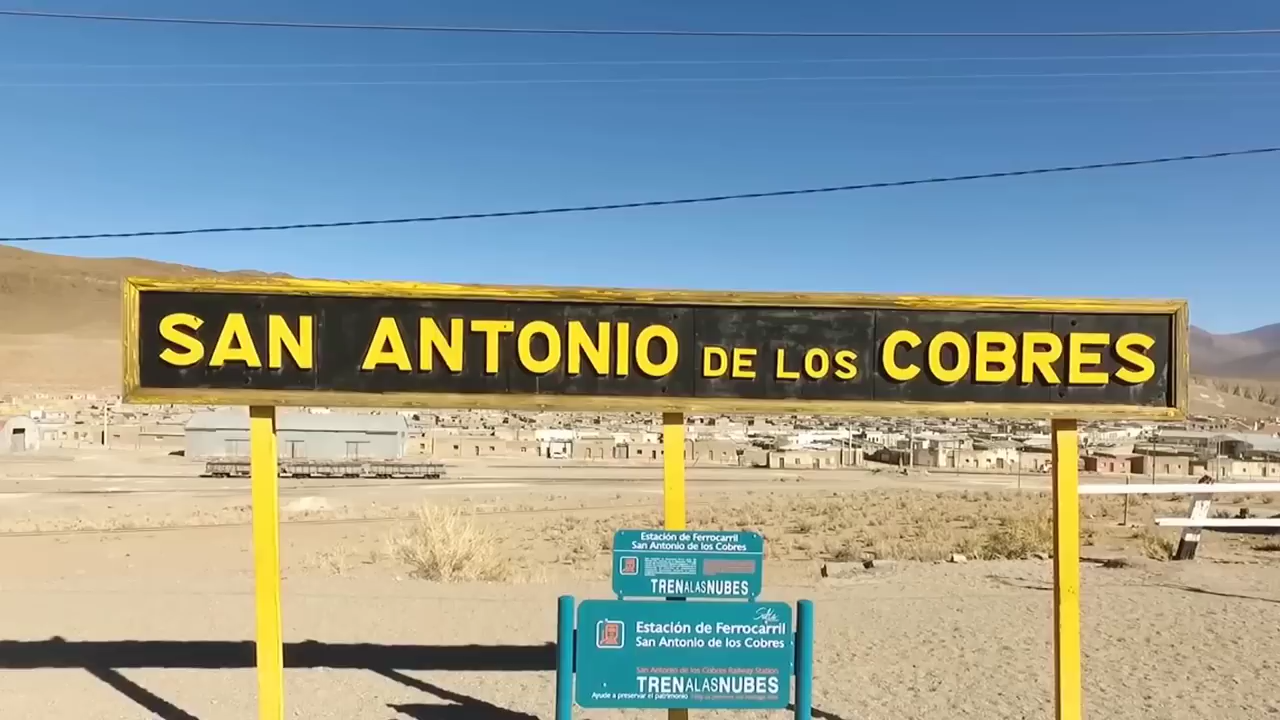 SAN ANTONIO DE LOS COBRES
Estación de Ferrocarril
San Antonio de los Cobres
TRENALASNUBES
Salta
Estación de Ferrocarril
San Antonio de los Cobres
San Antonio de los Cobres Railway Station
TRENALASNUBES
Ayude a preservar el patrimonio